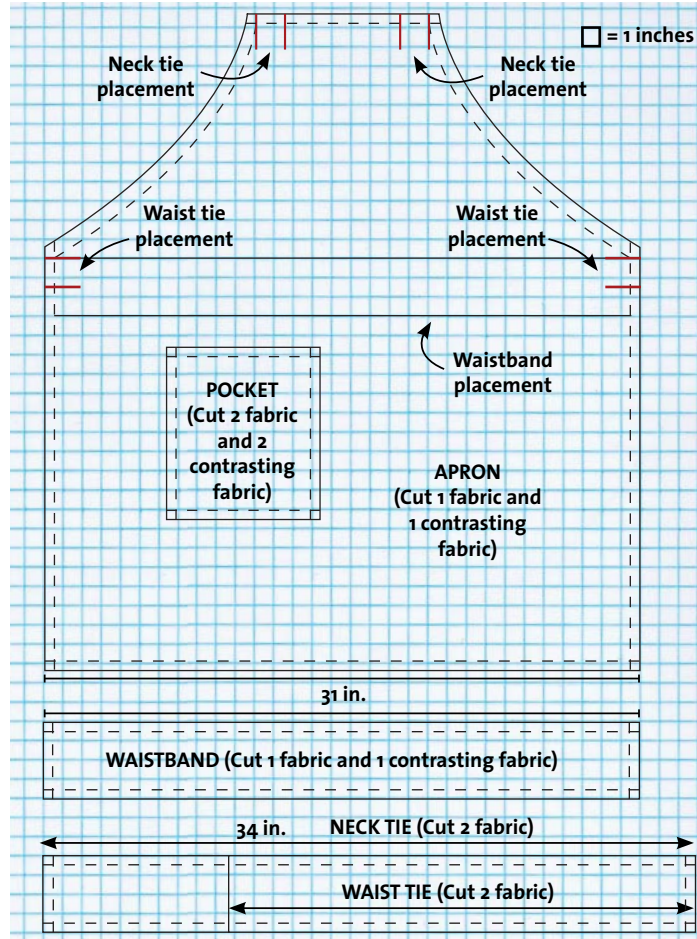 = 1 inches
Neck tie
placement
Neck tie
placement
Waist tie
placement
Waist tie
placement
Waistband
placement
POCKET
(Cut 2 fabric
and 2
contrasting
fabric)
APRON
(Cut 1 fabric and
1 contrasting
fabric)
31 in.
WAISTBAND (Cut 1 fabric and 1 contrasting fabric)
34 in. NECK TIE (Cut 2 fabric)
WAIST TIE (Cut 2 fabric)